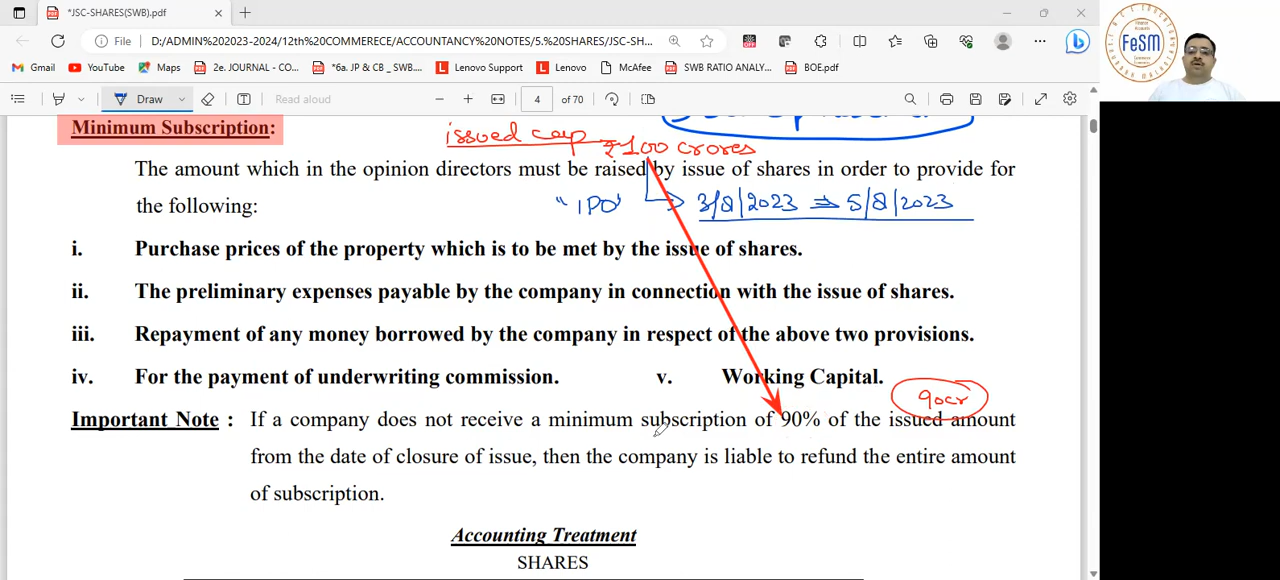 *JSC-SHARES(SWB).pdf
File D:/ADMIN%202023-2024/12th%20COMMERECE/ACCOUNTANCE%20NOTES/5.%20SHARES/JSC-SH...
Gmail YouTube Maps 2e. JOURNAL - CO... *6a. JP & CB _ SWB.... Lenovo Support Lenovo McAfee SWB RATIO ANALY... BOE.pdf
Draw Read aloud 4 of 70
FeSM
Minimum Subscription:
issued cap ₹100 crores
The amount which in the opinion directors must be raised by issue of shares in order to provide for
the following:
"IPO" 3/8/2023 ⇒ 5/8/2023
i. Purchase prices of the property which is to be met by the issue of shares.
ii. The preliminary expenses payable by the company in connection with the issue of shares.
iii. Repayment of any money borrowed by the company in respect of the above two provisions.
iv. For the payment of underwriting commission. v. Working Capital.
90cr
Important Note : If a company does not receive a minimum subscription of 90% of the issued amount
from the date of closure of issue, then the company is liable to refund the entire amount
of subscription.
Accounting Treatment
SHARES